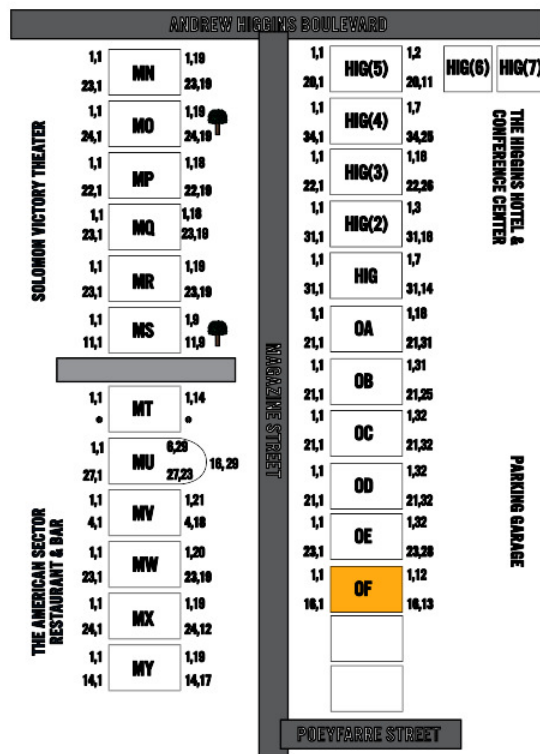 ANDREW HIGGINS BOULEVARD
SOLOMON VICTORY THEATER
1,1 MN 1,19
23,1 23,19
1,1 MO 1,19
24,1 24,19
1,1 MP 1,18
22,1 22,19
1,1 MQ 1,18
23,1 23,19
1,1 MR 1,19
23,1 23,19
1,1 MS 1,9
11,1 11,9
THE AMERICAN SECTOR
RESTAURANT & BAR
1,1 MT 1,14
* *
1,1 MU 6,29
27,1 27,23 16,29
1,1 MV 1,21
4,1 4,18
1,1 MW 1,20
23,1 23,19
1,1 MX 1,19
24,1 24,12
1,1 MY 1,19
14,1 14,17
MAGAZINE STREET
1,1 HIG(5) 1,2
20,1 20,11
HIG(6) HIG(7)
1,1 HIG(4) 1,7
34,1 34,25
1,1 HIG(3) 1,18
22,1 22,26
1,1 HIG(2) 1,3
31,1 31,16
1,1 HIG 1,7
31,1 31,14
1,1 OA 1,18
21,1 21,31
1,1 OB 1,31
21,1 21,25
1,1 OC 1,32
21,1 21,32
1,1 OD 1,32
21,1 21,32
1,1 OE 1,32
23,1 23,28
1,1 OF 1,12
16,1 16,13
THE HIGGINS HOTEL &
CONFERENCE CENTER
PARKING GARAGE
POEYFARRE STREET